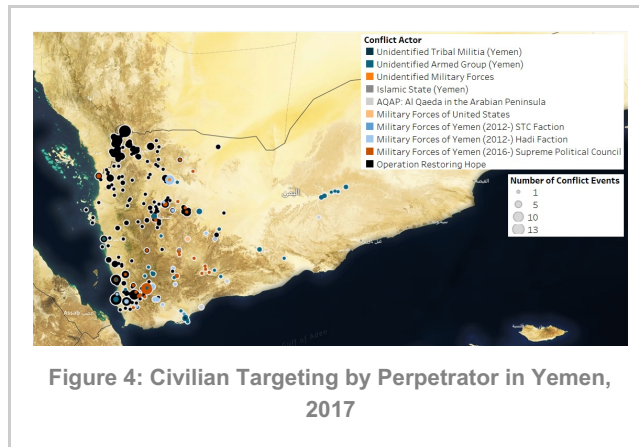 Conflict Actor
Unidentified Tribal Militia (Yemen)
Unidentified Armed Group (Yemen)
Unidentified Military Forces
Islamic State (Yemen)
AQAP: Al Qaeda in the Arabian Peninsula
Military Forces of United States
Military Forces of Yemen (2012-) STC Faction
Military Forces of Yemen (2012-) Hadi Faction
Military Forces of Yemen (2016-) Supreme Political Council
Operation Restoring Hope
Number of Conflict Events
1
5
10
13
اليمن
Assab
Figure 4: Civilian Targeting by Perpetrator in Yemen,
2017